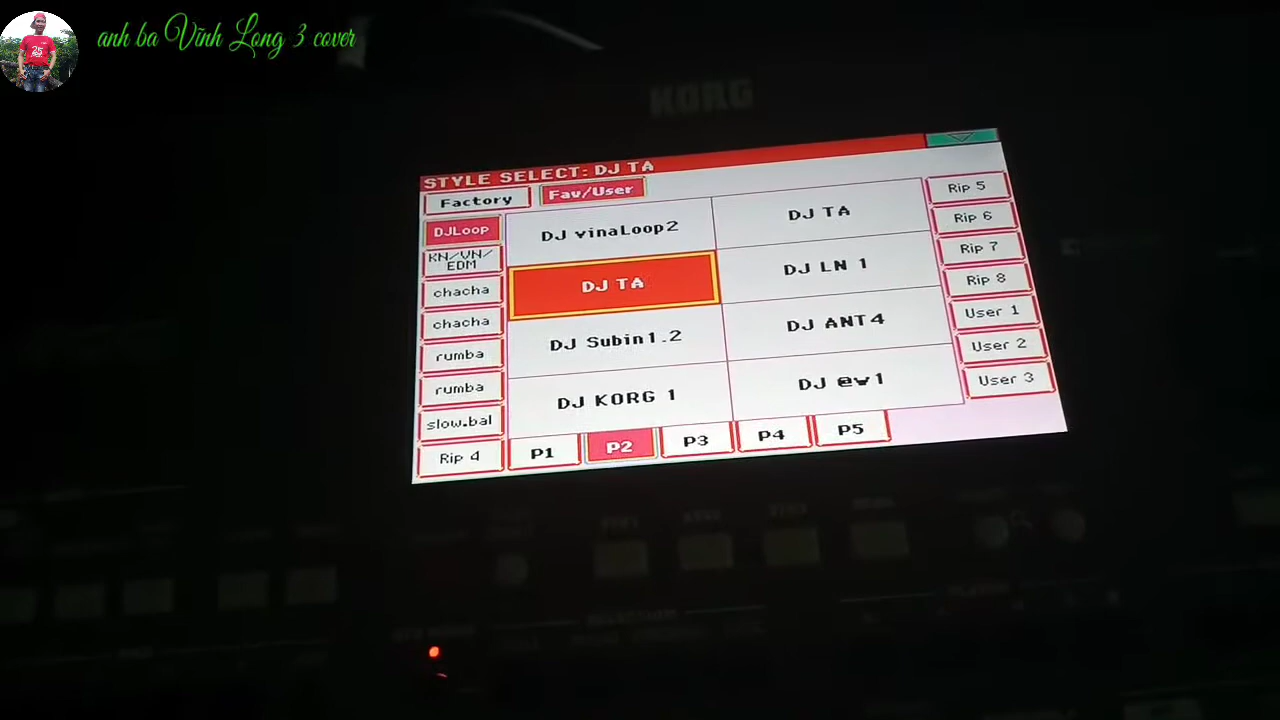 anh ba Vĩnh Long 3 cover
KORG
STYLE SELECT: DJ TA
Factory
Fav/User
DJLoop
KN/VN/
EDM
chacha
chacha
rumba
rumba
slow.bal
Rip 4
DJ vinaLoop2
DJ TA
DJ TA
DJ LN 1
DJ Subin1.2
DJ ANT4
DJ KORG 1
DJ @w1
Rip 5
Rip 6
Rip 7
Rip 8
User 1
User 2
User 3
P1
P2
P3
P4
P5